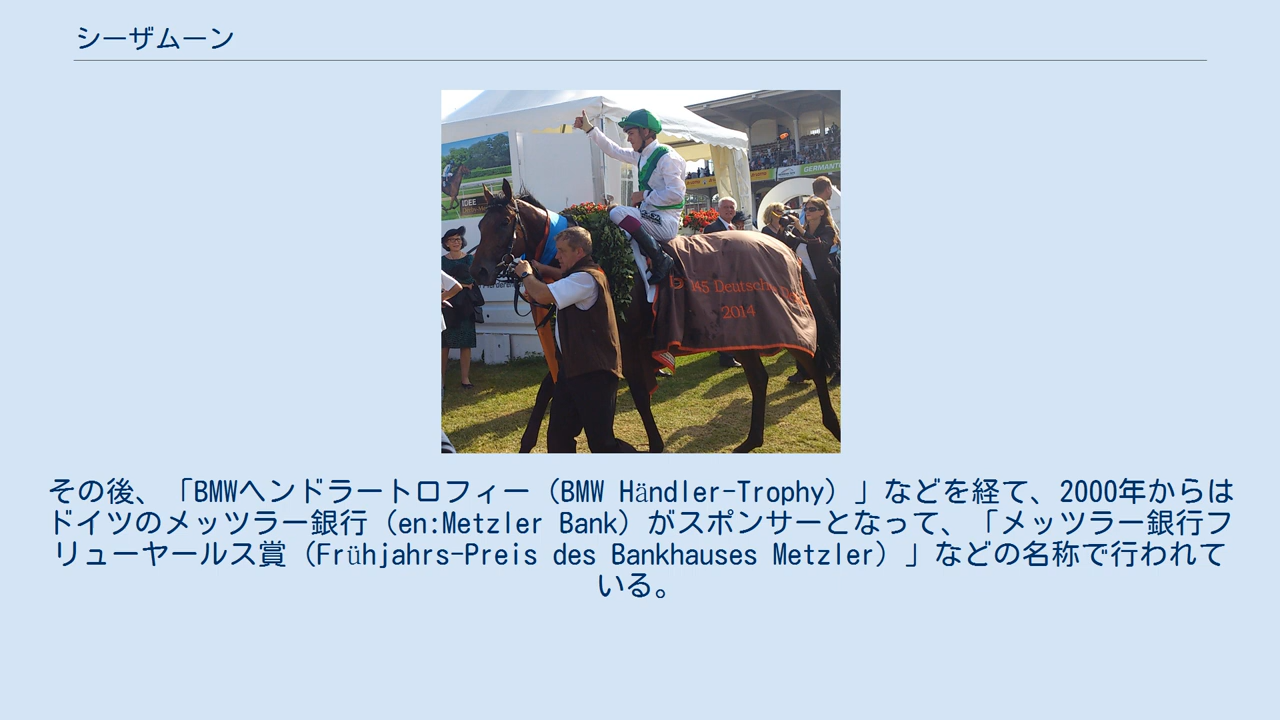 シーザムーン
IDEE
GERMANT
145 Deutsch
2014
その後、「BMWヘンドラートロフィー（BMW Händler-Trophy）」などを経て、2000年からは
ドイツのメッツラー銀行（en:Metzler Bank）がスポンサーとなって、「メッツラー銀行フ
リューヤールス賞（Frühjahrs-Preis des Bankhauses Metzler）」などの名称で行われて
いる。